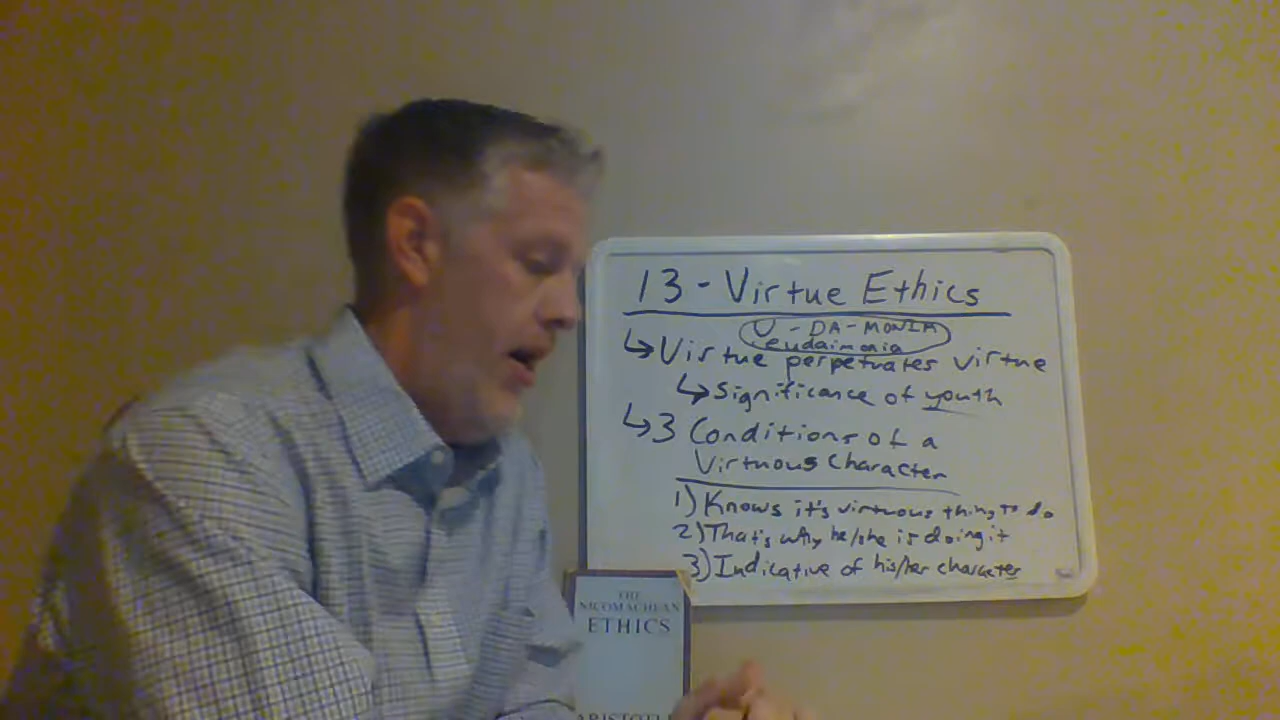 13 - Virtue Ethics
U - DA - MONIA
eudaimonia
↳ Virtue perpetrates virtue
↳ Significance of youth
↳ 3 Conditions of a
Virtuous Character
1) Knows it's virtuous thing to do
2) That's why he/she is doing it
3) Indicative of his/her character
THE
NICOMACHEAN
ETHICS
ARISTOTLE